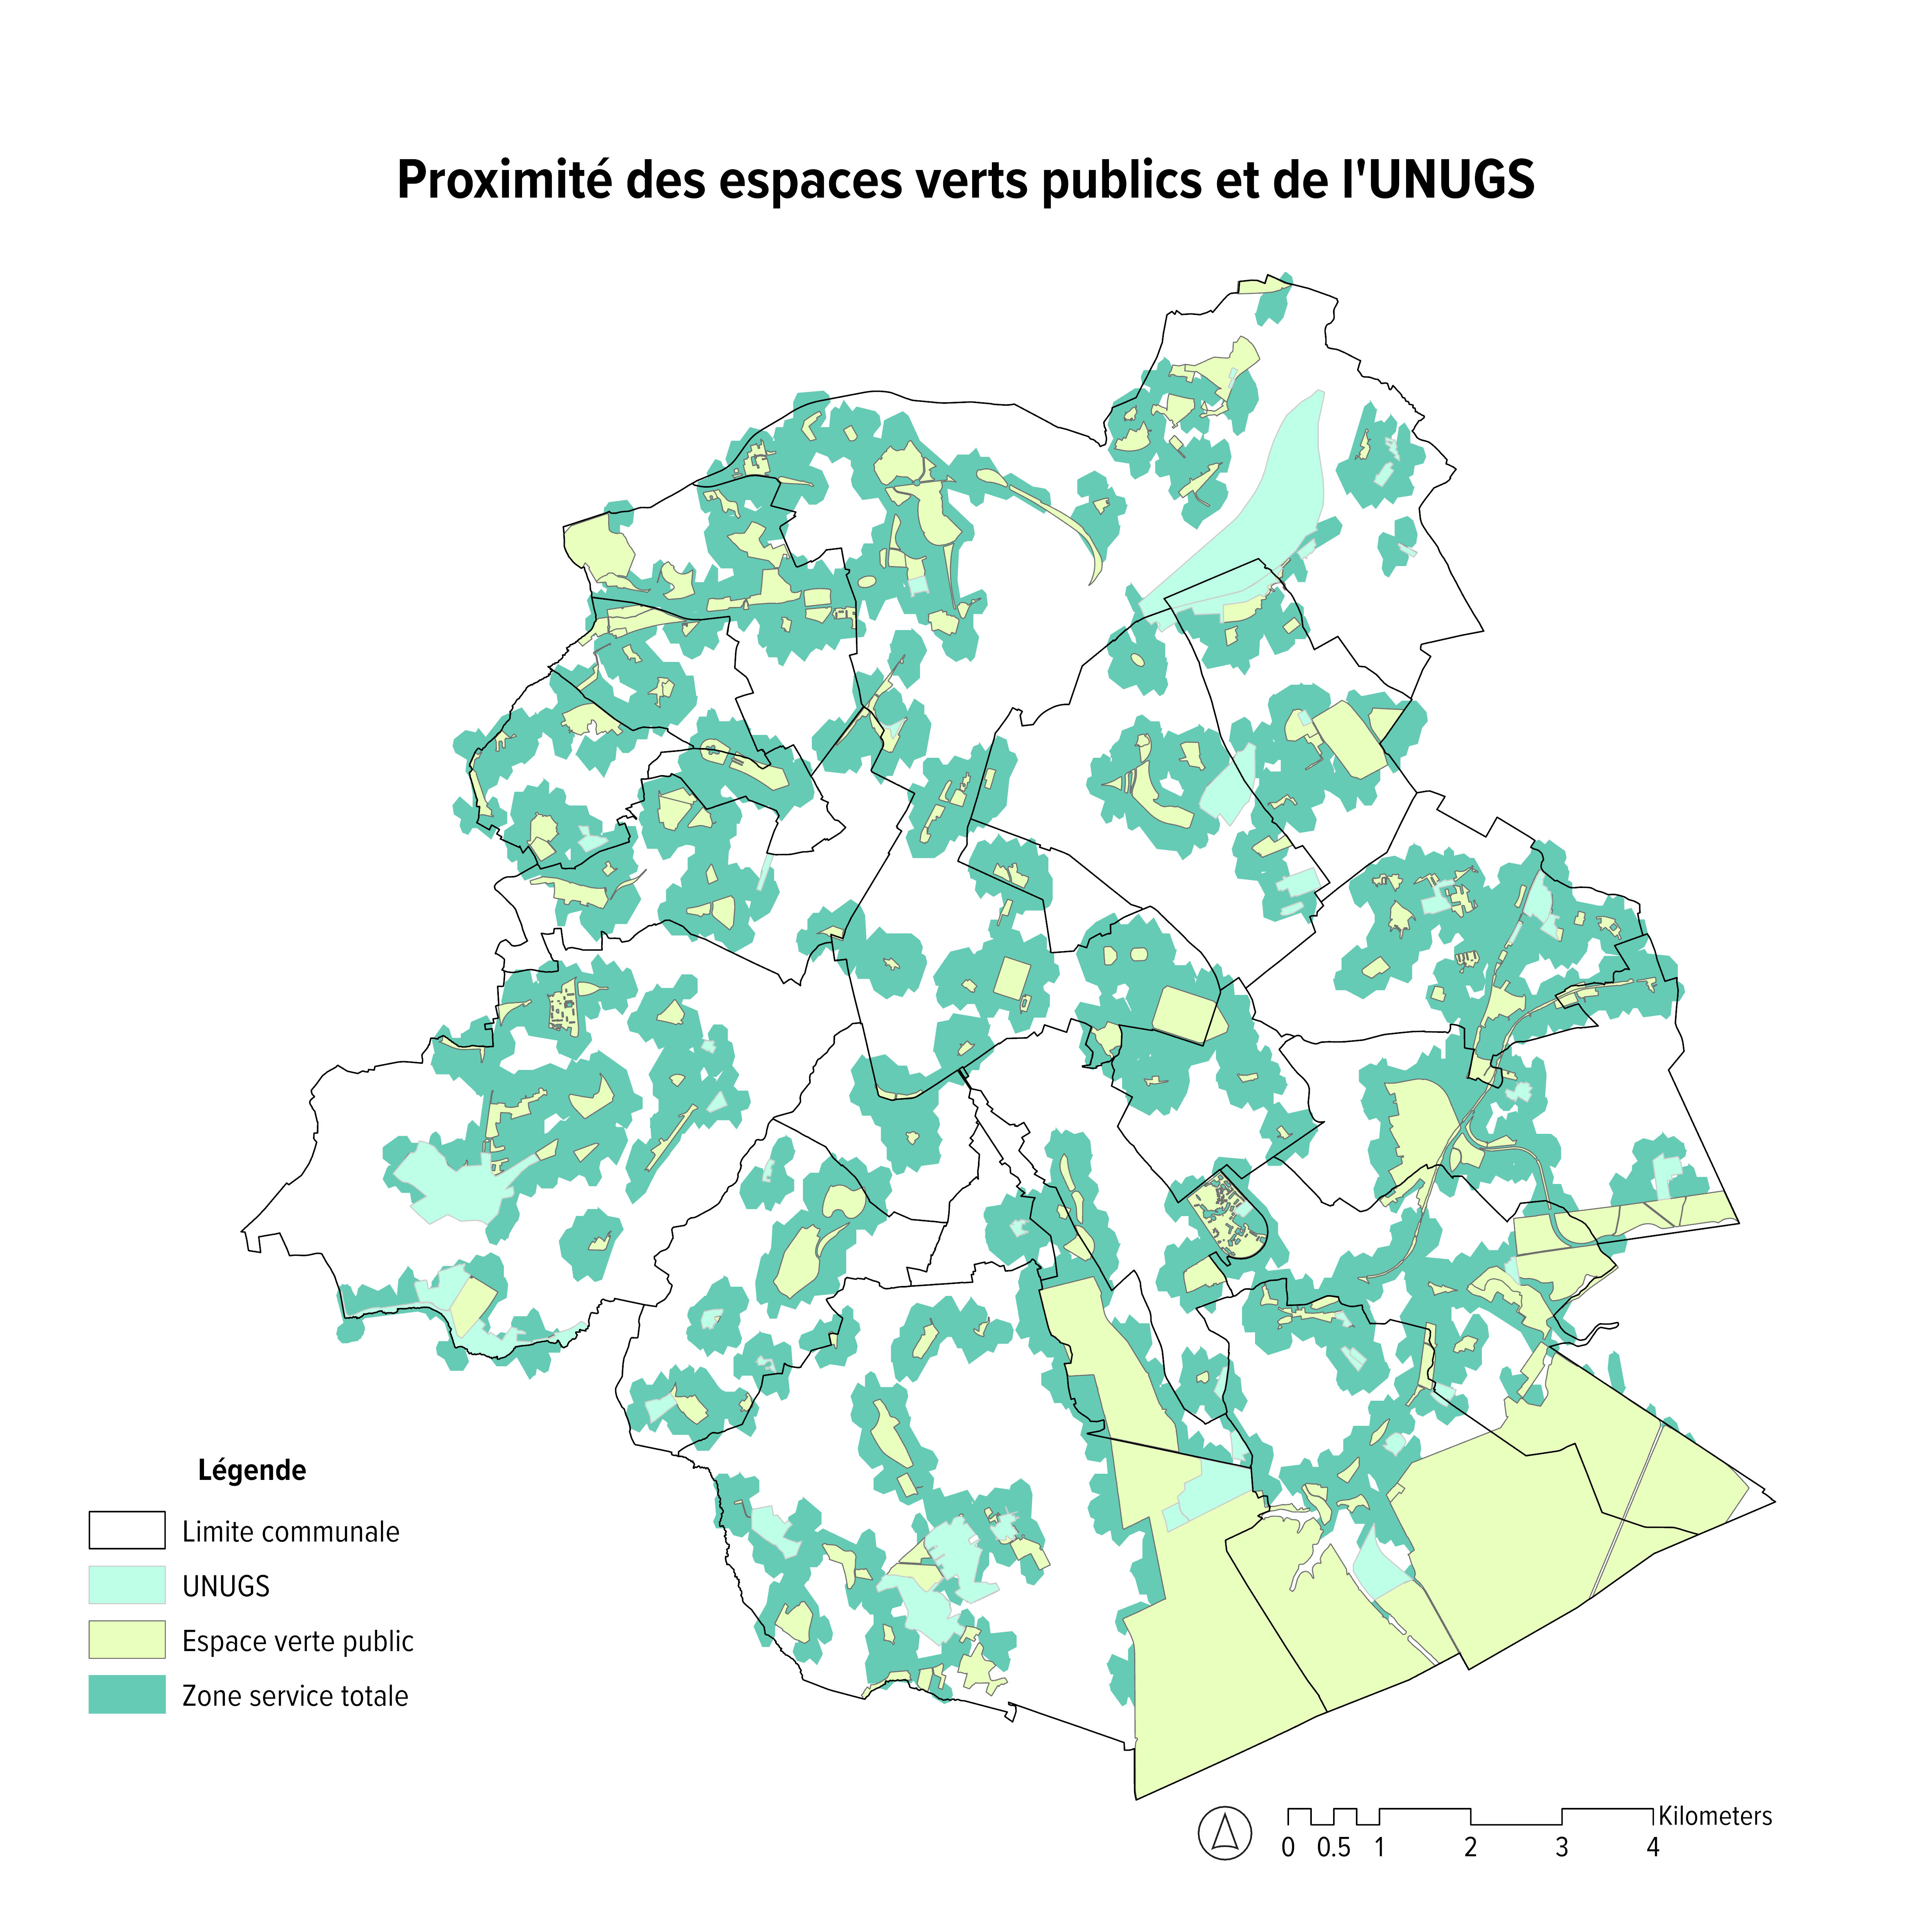 Proximité des espaces verts publics et de l'UNUGS
Légende
Limite communale
UNUGS
Espace verte public
Zone service totale
Kilometers
0 0.5 1 2 3 4